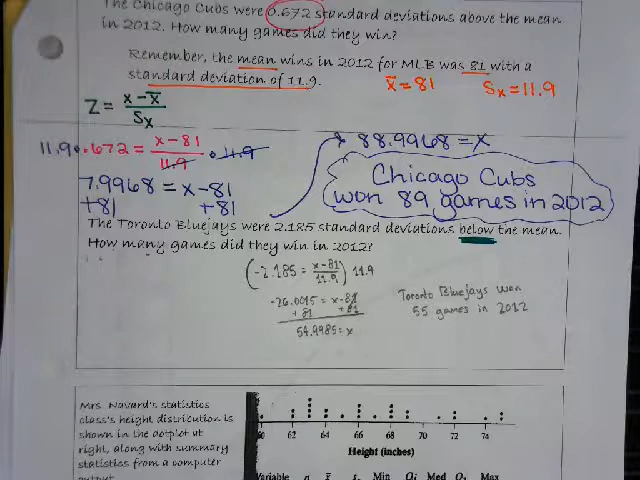 The Chicago Cubs were 0.672 standard deviations above the mean
in 2012. How many games did they win?
Remember, the mean wins in 2012 for MLB was 81 with a
standard deviation of 11.9.
x̄ = 81 Sx = 11.9
z = (x - x̄)/Sx
11.9 • .672 = (x - 81)/11.9 • 11.9
7.9968 = x - 81
+81 +81
88.9968 = x
Chicago Cubs
won 89 games in 2012
The Toronto Bluejays were 2.185 standard deviations below the mean.
How many games did they win in 2012?
(-2.185 = (x-81)/11.9) 11.9
-26.0015 = x - 81
+81 +81
54.9985 = x
Toronto Bluejays won
55 games in 2012
Mrs. Navard's statistics
class's height distribution is
shown in the dotplot at
right, along with summary
statistics from a computer
output.
60 62 64 66 68 70 72 74
Height (inches)
Variable n x̄ Min Q₁ Med Max